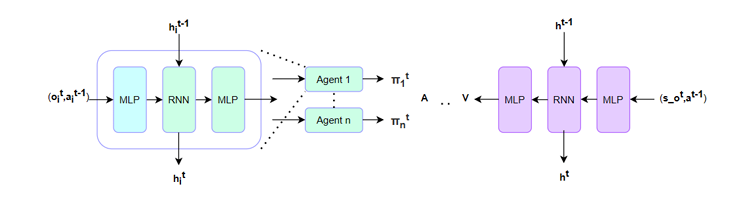 h_i^t-1
h^t-1
Agent 1
π_1^t
(o_i^t,a_i^t-1)
MLP
RNN
MLP
A . . V
MLP
RNN
MLP
(s_o^t,a^t-1)
Agent n
π_n^t
h_i^t
h^t